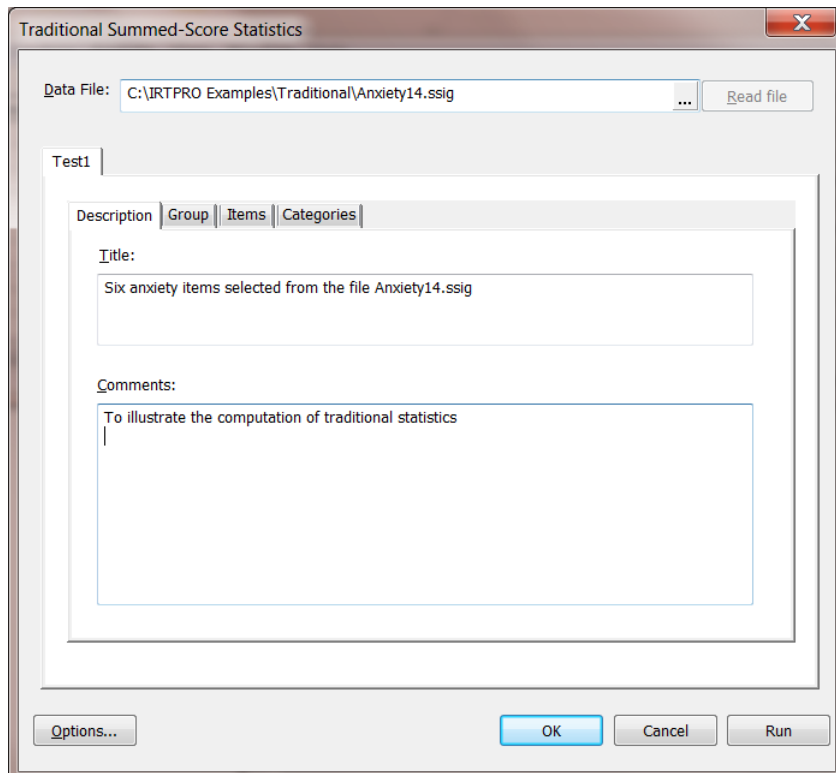 Traditional Summed-Score Statistics
X
Data File: C:\IRTPRO Examples\Traditional\Anxiety14.ssig ... Read file
Test1
Description Group Items Categories
Title:
Six anxiety items selected from the file Anxiety14.ssig
Comments:
To illustrate the computation of traditional statistics
Options... OK Cancel Run